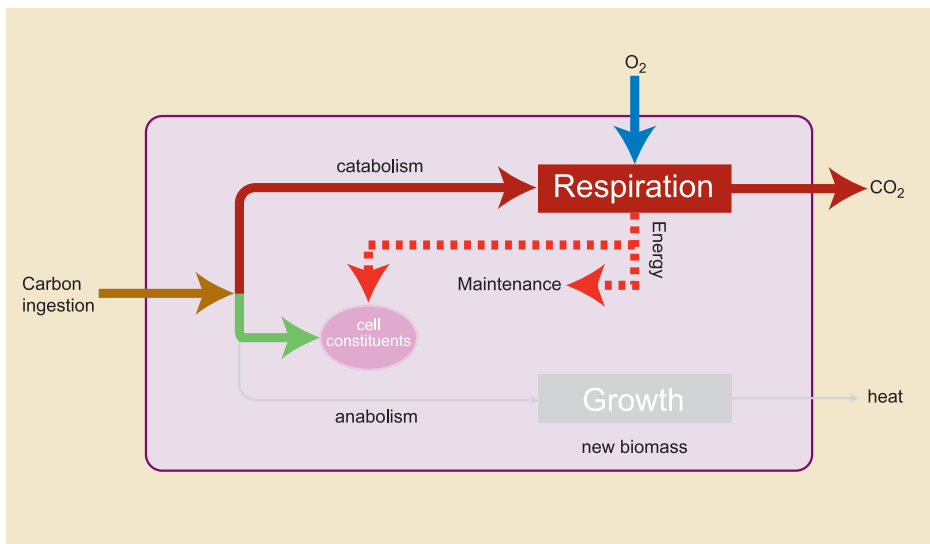 O₂
catabolism
Respiration
CO₂
Energy
Carbon
ingestion
Maintenance
cell
constituents
Growth
heat
anabolism
new biomass